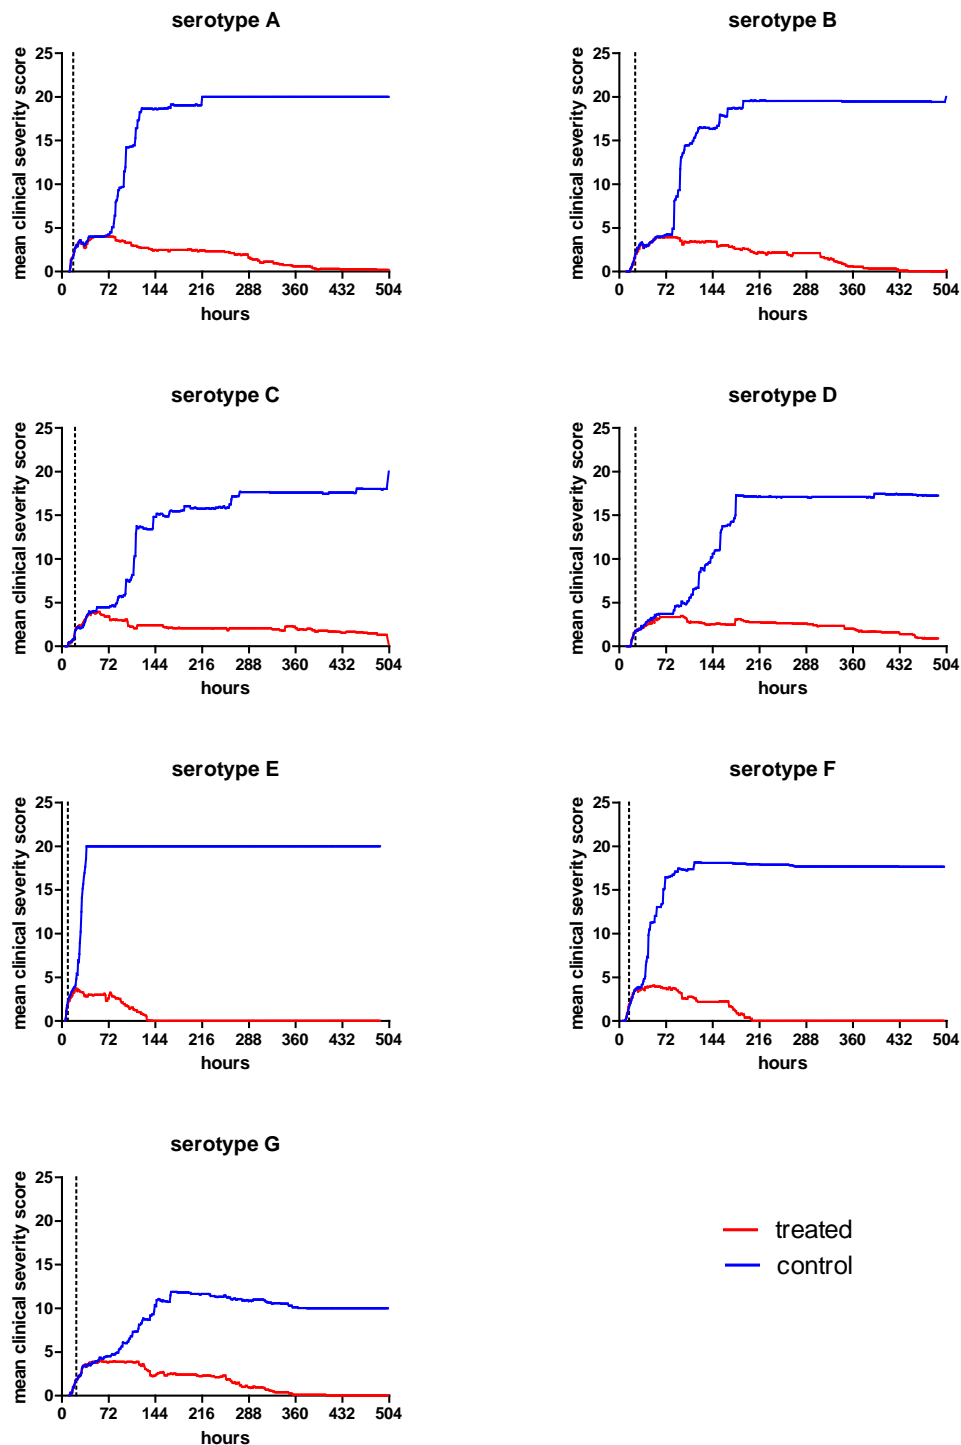 serotype A
mean clinical severity score
25
20
15
10
5
0
0 72 144 216 288 360 432 504
hours
serotype B
mean clinical severity score
25
20
15
10
5
0
0 72 144 216 288 360 432 504
hours
serotype C
mean clinical severity score
25
20
15
10
5
0
0 72 144 216 288 360 432 504
hours
serotype D
mean clinical severity score
25
20
15
10
5
0
0 72 144 216 288 360 432 504
hours
serotype E
mean clinical severity score
25
20
15
10
5
0
0 72 144 216 288 360 432 504
hours
serotype F
mean clinical severity score
25
20
15
10
5
0
0 72 144 216 288 360 432 504
hours
serotype G
mean clinical severity score
25
20
15
10
5
0
0 72 144 216 288 360 432 504
hours
treated
control